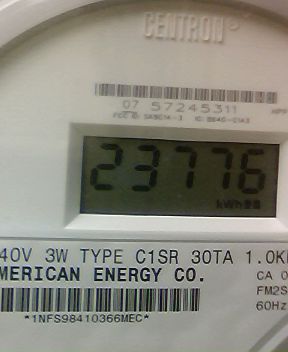 CENTRON®
07 57245311
23776
kWh
40V 3W TYPE C1SR 30TA 1.0K
MERICAN ENERGY CO.
CA 0
FM2S
60Hz
*1NFS98410366MEC*